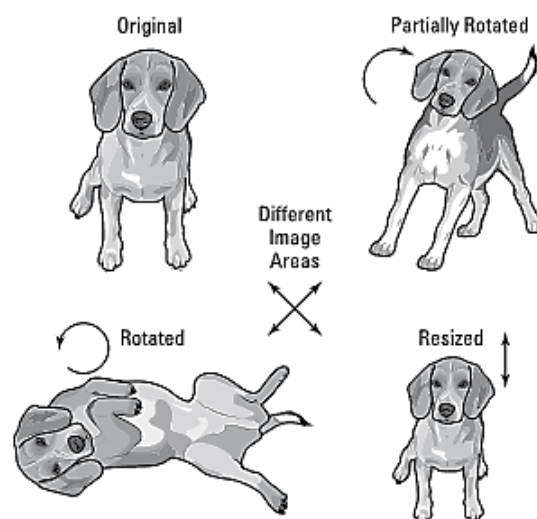 Original
Partially Rotated
Different
Image
Areas
Rotated
Resized